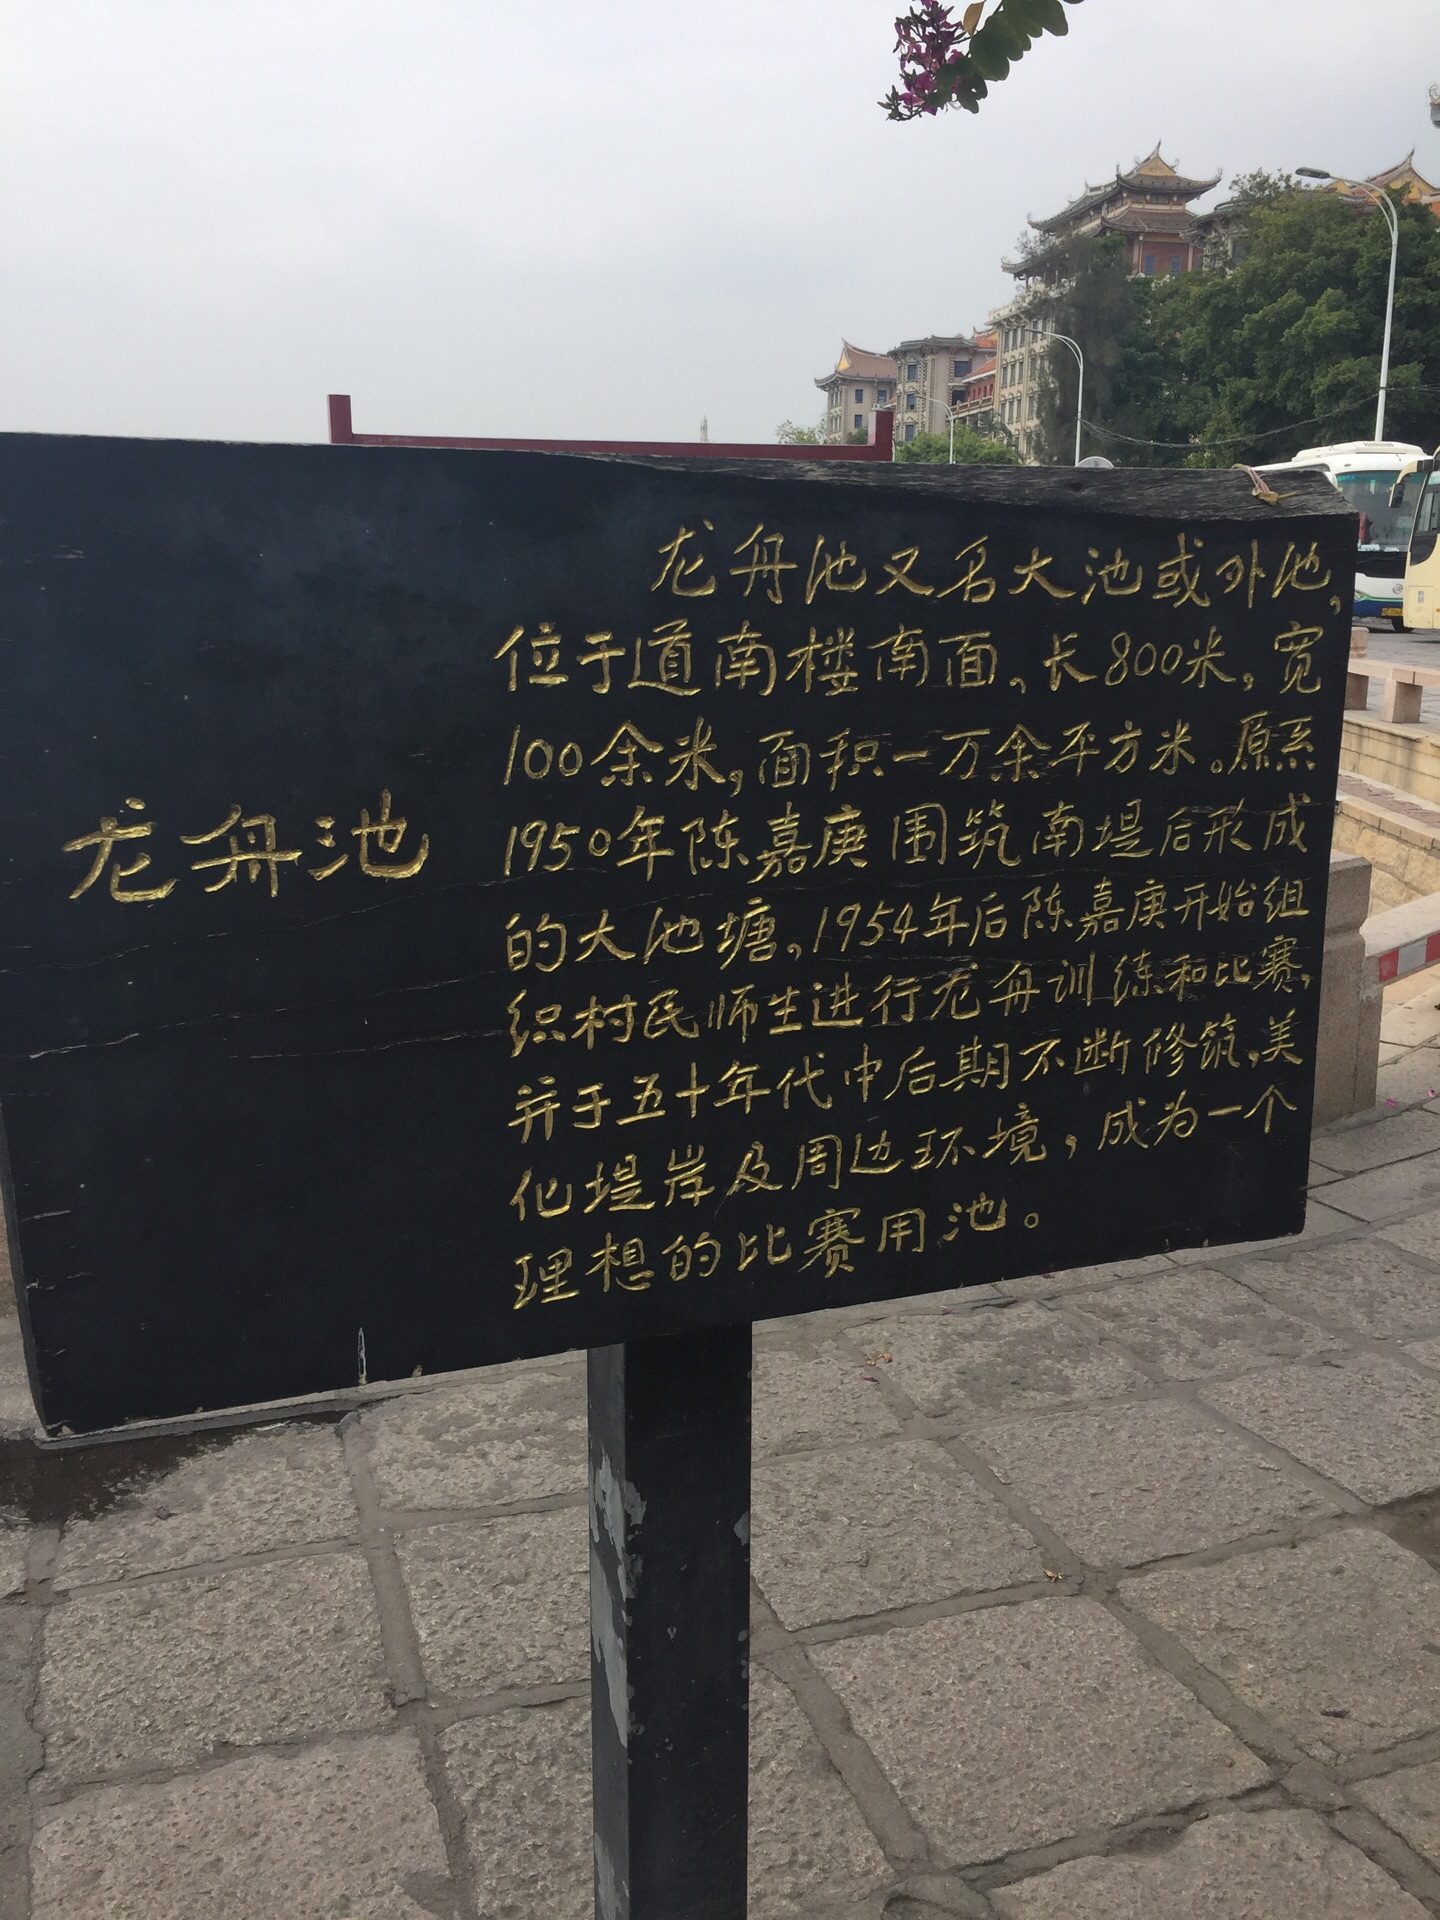 龙舟池
龙舟池又名大池或外池,
位于道南楼南面,长800米,宽
100余米,面积一万余平方米。原系
1950年陈嘉庚围筑南堤后形成
的大池塘。1954年后陈嘉庚开始组
织村民师生进行龙舟训练和比赛,
并于五十年代中后期不断修筑,美
化堤岸及周边环境,成为一个
理想的比赛用池。